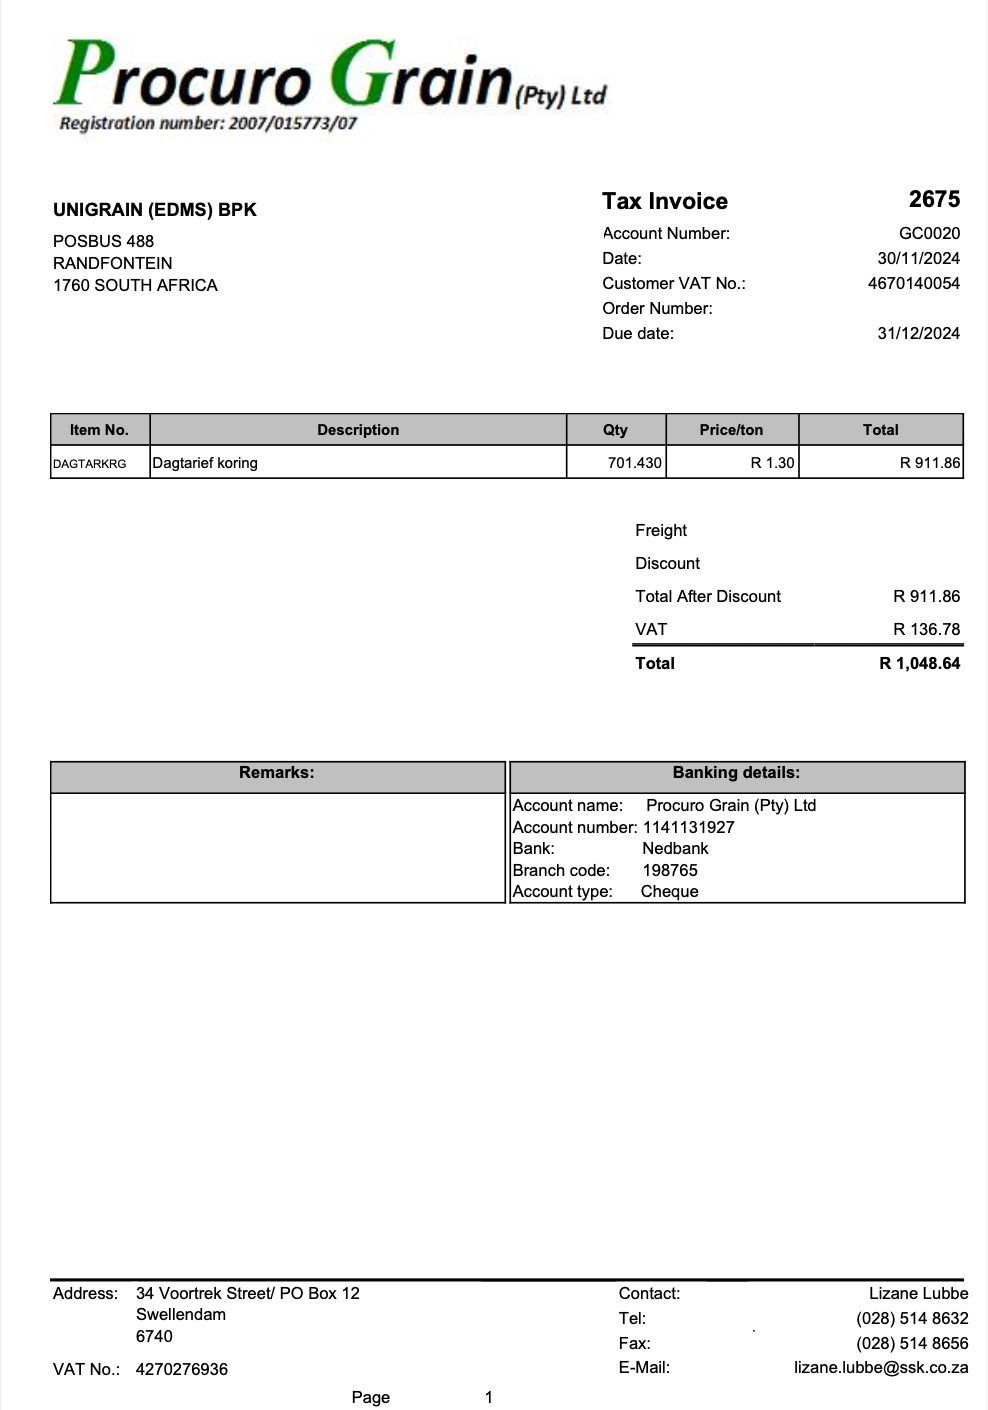 Procuro Grain (Pty) Ltd
Registration number: 2007/015773/07
UNIGRAIN (EDMS) BPK
POSBUS 488
RANDFONTEIN
1760 SOUTH AFRICA
Tax Invoice 2675
Account Number: GC0020
Date: 30/11/2024
Customer VAT No.: 4670140054
Order Number:
Due date: 31/12/2024
Item No. Description Qty Price/ton Total
DAGTARKRG Dagtarief koring 701.430 R 1.30 R 911.86
Freight
Discount
Total After Discount R 911.86
VAT R 136.78
Total R 1,048.64
Remarks:
Banking details:
Account name: Procuro Grain (Pty) Ltd
Account number: 1141131927
Bank: Nedbank
Branch code: 198765
Account type: Cheque
Address: 34 Voortrek Street/ PO Box 12
Swellendam
6740
VAT No.: 4270276936
Contact: Lizane Lubbe
Tel: (028) 514 8632
Fax: (028) 514 8656
E-Mail: lizane.lubbe@ssk.co.za
Page 1